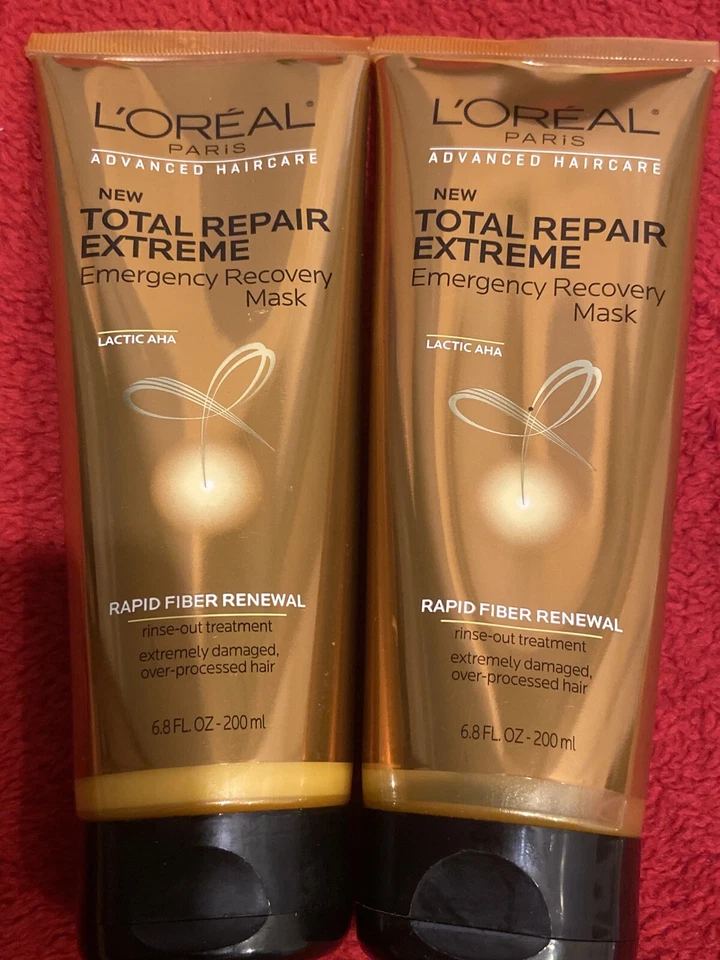 L'ORÉAL®
PARIS
ADVANCED HAIRCARE
NEW
TOTAL REPAIR
EXTREME
Emergency Recovery
Mask
LACTIC AHA
RAPID FIBER RENEWAL
rinse-out treatment
extremely damaged,
over-processed hair
6.8 FL. OZ - 200 ml
L'ORÉAL®
PARIS
ADVANCED HAIRCARE
NEW
TOTAL REPAIR
EXTREME
Emergency Recovery
Mask
LACTIC AHA
RAPID FIBER RENEWAL
rinse-out treatment
extremely damaged,
over-processed hair
6.8 FL. OZ - 200 ml